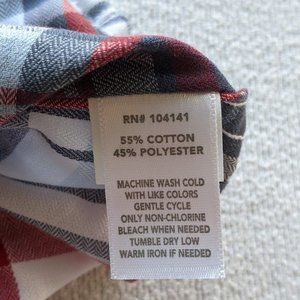 RN# 104141
55% COTTON
45% POLYESTER
MACHINE WASH COLD
WITH LIKE COLORS
GENTLE CYCLE
ONLY NON-CHLORINE
BLEACH WHEN NEEDED
TUMBLE DRY LOW
WARM IRON IF NEEDED